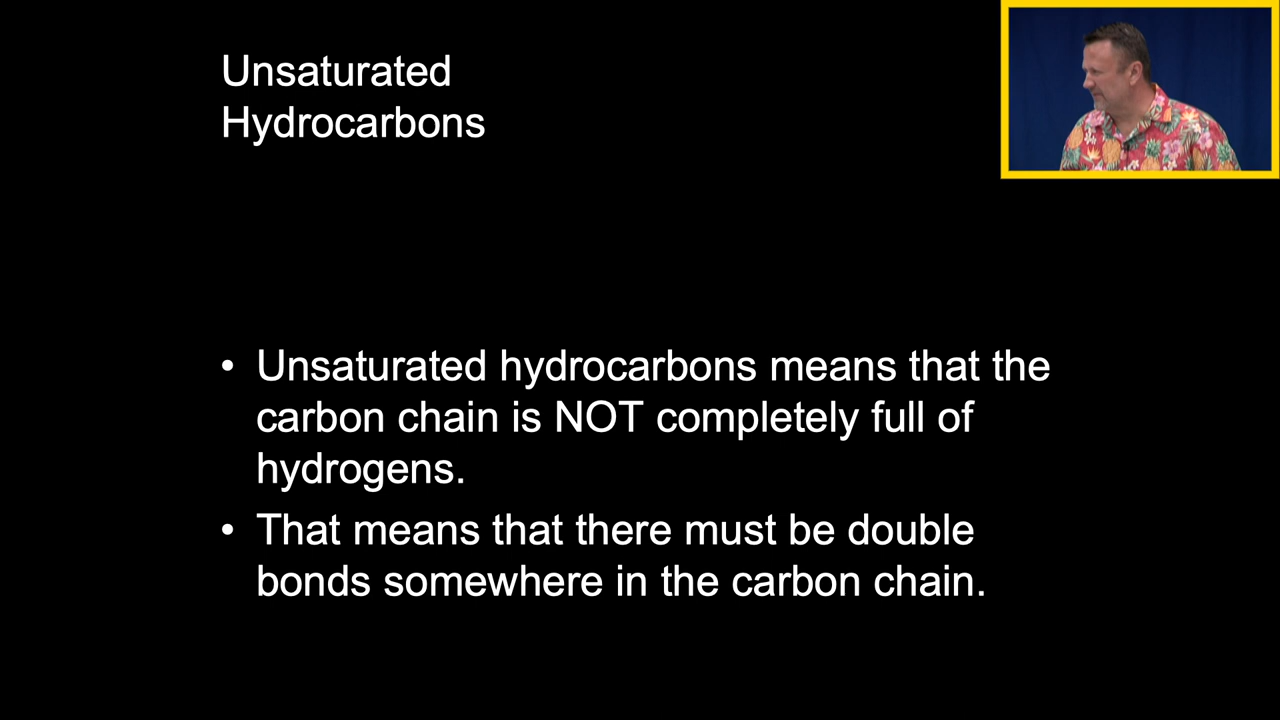 Unsaturated
Hydrocarbons
• Unsaturated hydrocarbons means that the
carbon chain is NOT completely full of
hydrogens.
• That means that there must be double
bonds somewhere in the carbon chain.